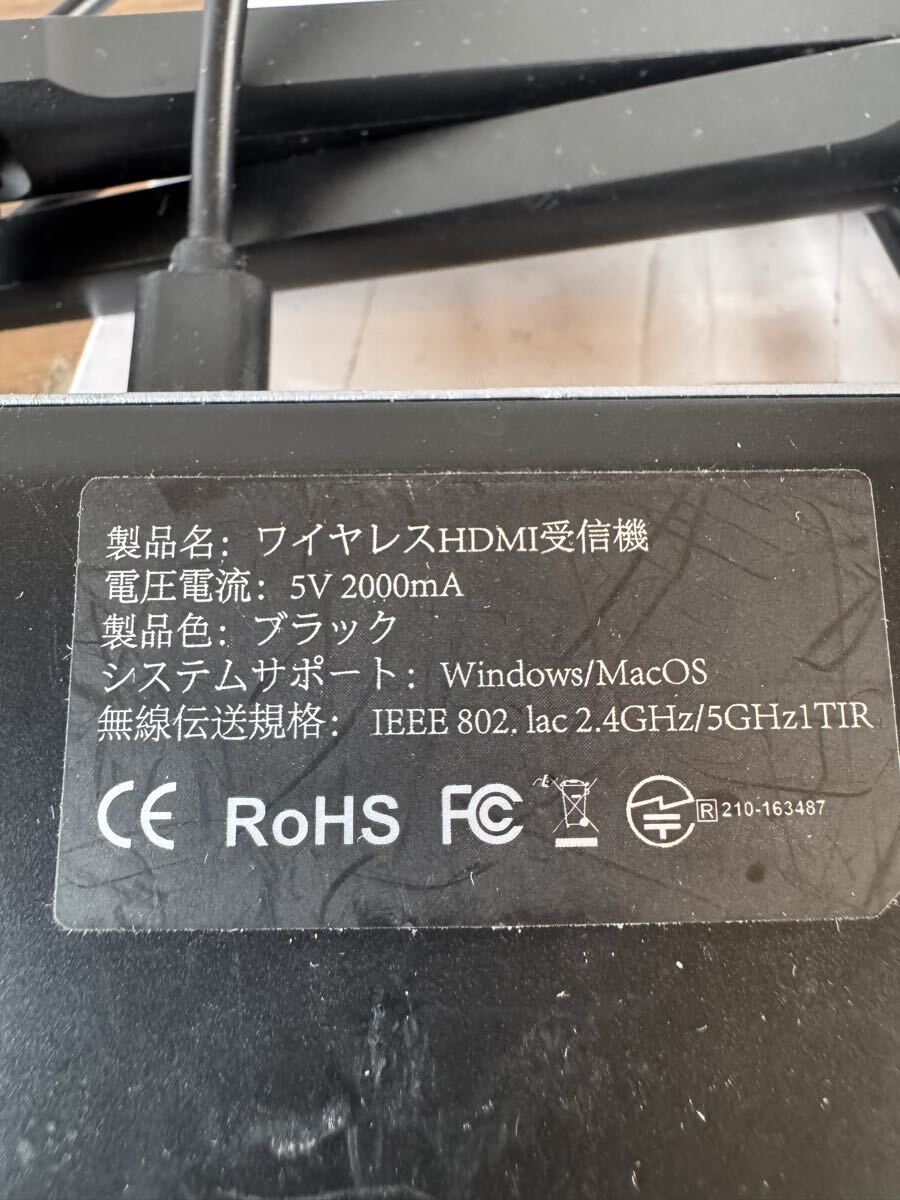 製品名：ワイヤレスHDMI受信機
電圧電流：5V 2000mA
製品色：ブラック
システムサポート：Windows/MacOS
無線伝送規格：IEEE 802. lac 2.4GHz/5GHz1TIR
CE RoHS FC R 210-163487